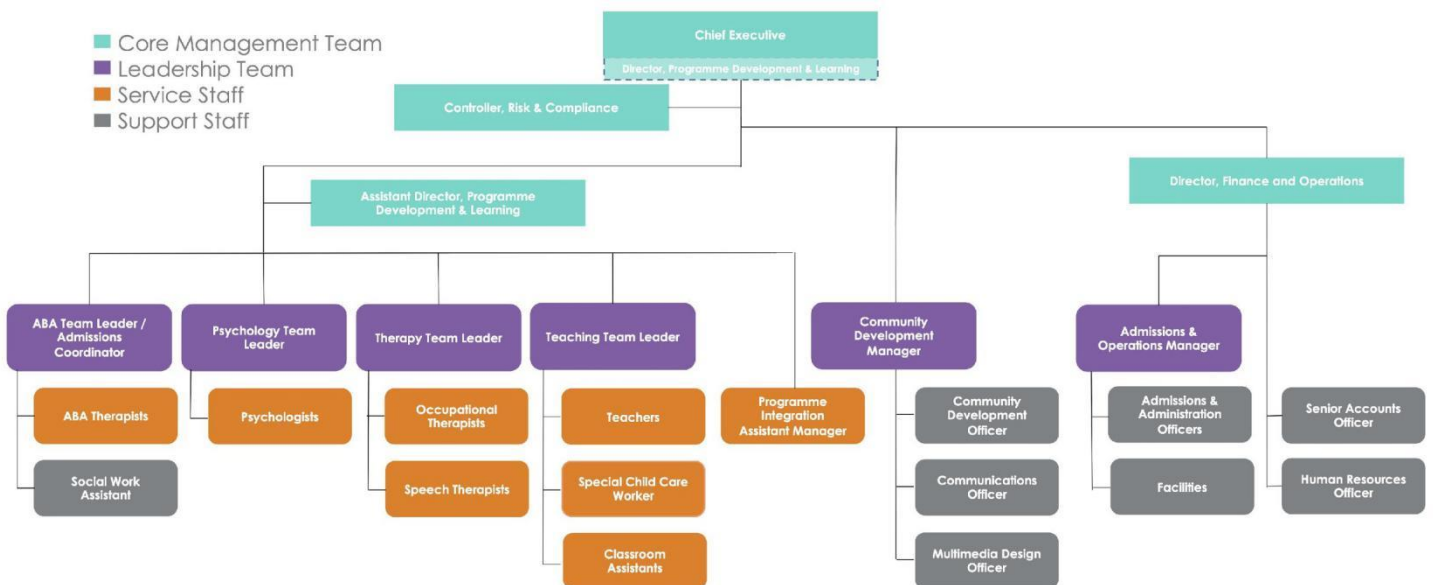 Core Management Team
Leadership Team
Service Staff
Support Staff
Chief Executive
Director, Programme Development & Learning
Controller, Risk & Compliance
Assistant Director, Programme
Development & Learning
Director, Finance and Operations
ABA Team Leader /
Admissions
Coordinator
Psychology Team
Leader
Therapy Team Leader
Teaching Team Leader
Community
Development
Manager
Admissions &
Operations Manager
ABA Therapists
Psychologists
Occupational
Therapists
Teachers
Programme
Integration
Assistant Manager
Community
Development
Officer
Admissions &
Administration
Officers
Senior Accounts
Officer
Social Work
Assistant
Speech Therapists
Special Child Care
Worker
Communications
Officer
Facilities
Human Resources
Officer
Classroom
Assistants
Multimedia Design
Officer